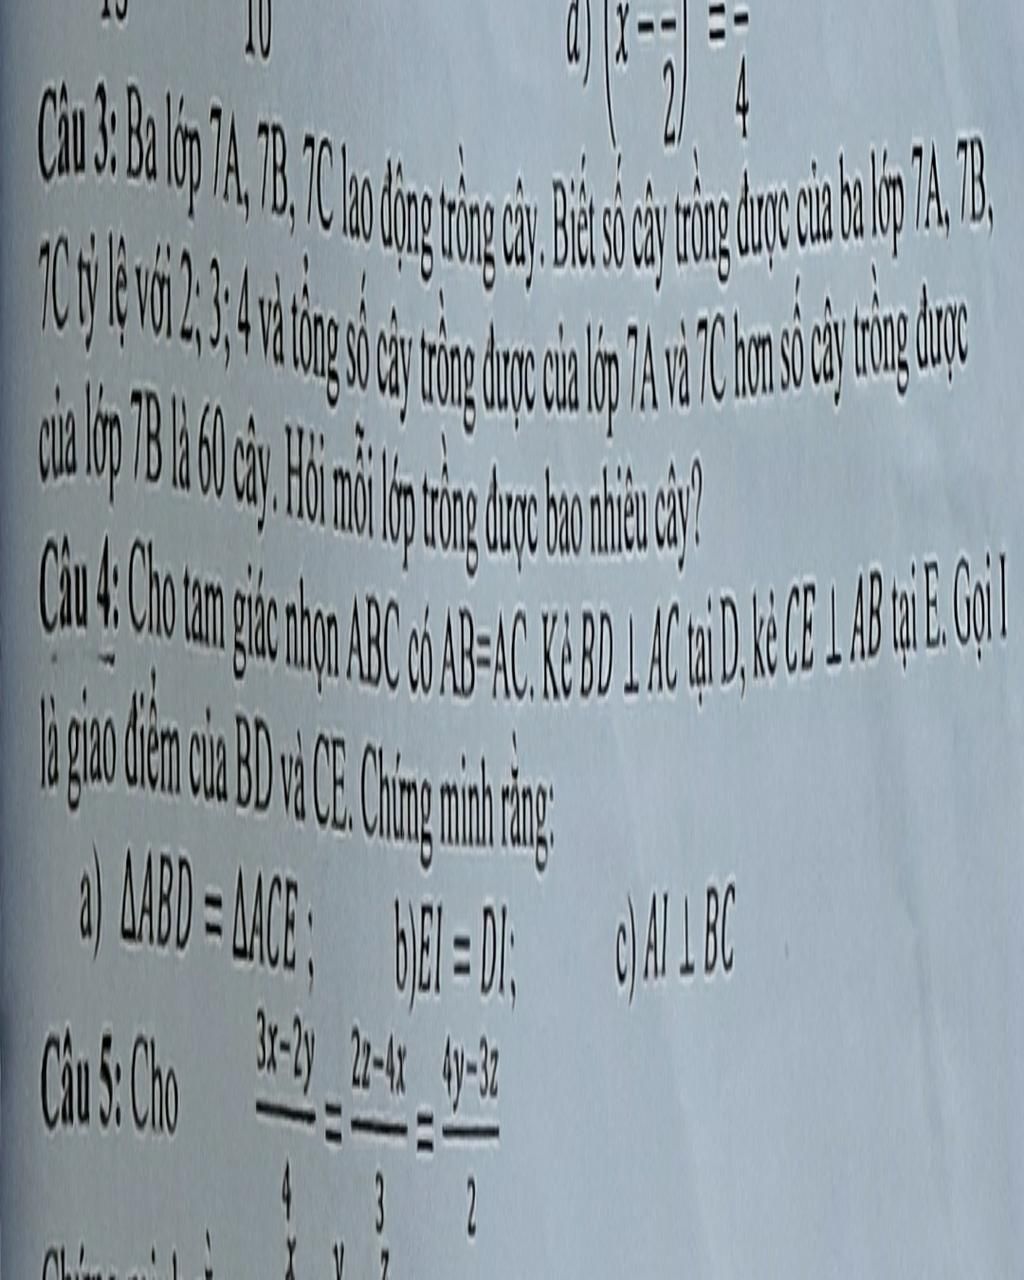 10
d) (x - - 2) = - 4
Câu 3: Ba lớp 7A, 7B, 7C lao động trồng cây. Biết số cây trồng được của ba lớp 7A, 7B,
7C tỷ lệ với 2; 3; 4 và tổng số cây trồng được của lớp 7A và 7C hơn số cây trồng được
của lớp 7B là 60 cây. Hỏi mỗi lớp trồng được bao nhiêu cây?
Câu 4: Cho tam giác nhọn ABC có AB=AC. Kẻ BD ⊥ AC tại D, kẻ CE ⊥ AB tại E. Gọi I
là giao điểm của BD và CE. Chứng minh rằng:
a) ΔABD = ΔACE ; b)EI = DI; c) AI ⊥ BC
Câu 5: Cho 3x-2y/4 = 2z-4x/3 = 4y-3z/2
Chứng minh x y z